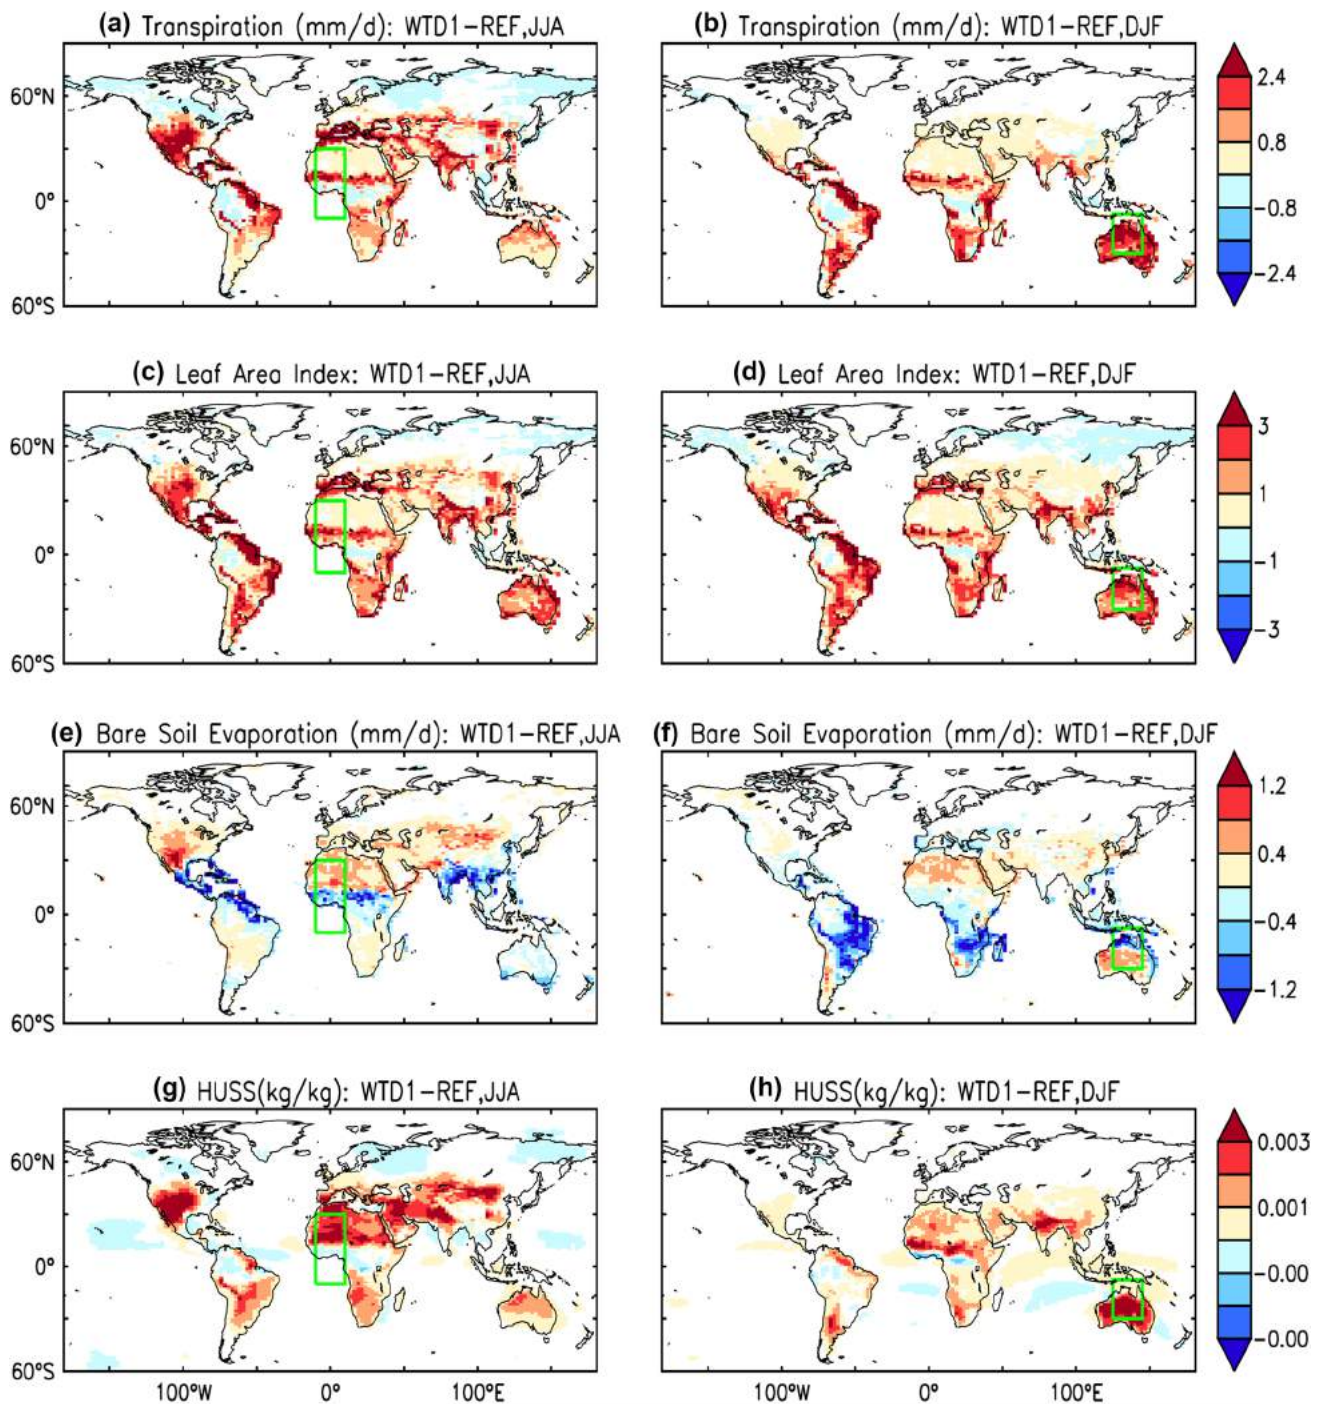 (a) Transpiration (mm/d): WTD1-REF,JJA
(b) Transpiration (mm/d): WTD1-REF,DJF
60°N
0°
60°S
2.4
0.8
-0.8
-2.4
(c) Leaf Area Index: WTD1-REF,JJA
(d) Leaf Area Index: WTD1-REF,DJF
60°N
0°
60°S
3
1
-1
-3
(e) Bare Soil Evaporation (mm/d): WTD1-REF,JJA
(f) Bare Soil Evaporation (mm/d): WTD1-REF,DJF
60°N
0°
60°S
1.2
0.4
-0.4
-1.2
(g) HUSS(kg/kg): WTD1-REF,JJA
(h) HUSS(kg/kg): WTD1-REF,DJF
60°N
0°
60°S
0.003
0.001
-0.00
-0.00
100°W 0° 100°E
100°W 0° 100°E